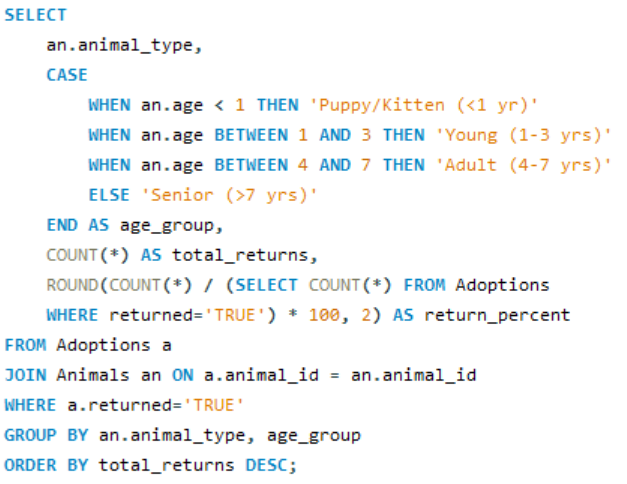 SELECT
    an.animal_type,
    CASE
        WHEN an.age < 1 THEN 'Puppy/Kitten (<1 yr)'
        WHEN an.age BETWEEN 1 AND 3 THEN 'Young (1-3 yrs)'
        WHEN an.age BETWEEN 4 AND 7 THEN 'Adult (4-7 yrs)'
        ELSE 'Senior (>7 yrs)'
    END AS age_group,
    COUNT(*) AS total_returns,
    ROUND(COUNT(*) / (SELECT COUNT(*) FROM Adoptions
    WHERE returned='TRUE') * 100, 2) AS return_percent
FROM Adoptions a
JOIN Animals an ON a.animal_id = an.animal_id
WHERE a.returned='TRUE'
GROUP BY an.animal_type, age_group
ORDER BY total_returns DESC;